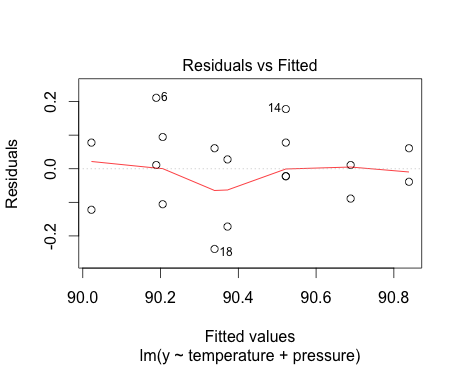 Residuals vs Fitted
Residuals
0.2
0.0
-0.2
6
14
18
90.0 90.2 90.4 90.6 90.8
Fitted values
lm(y ~ temperature + pressure)